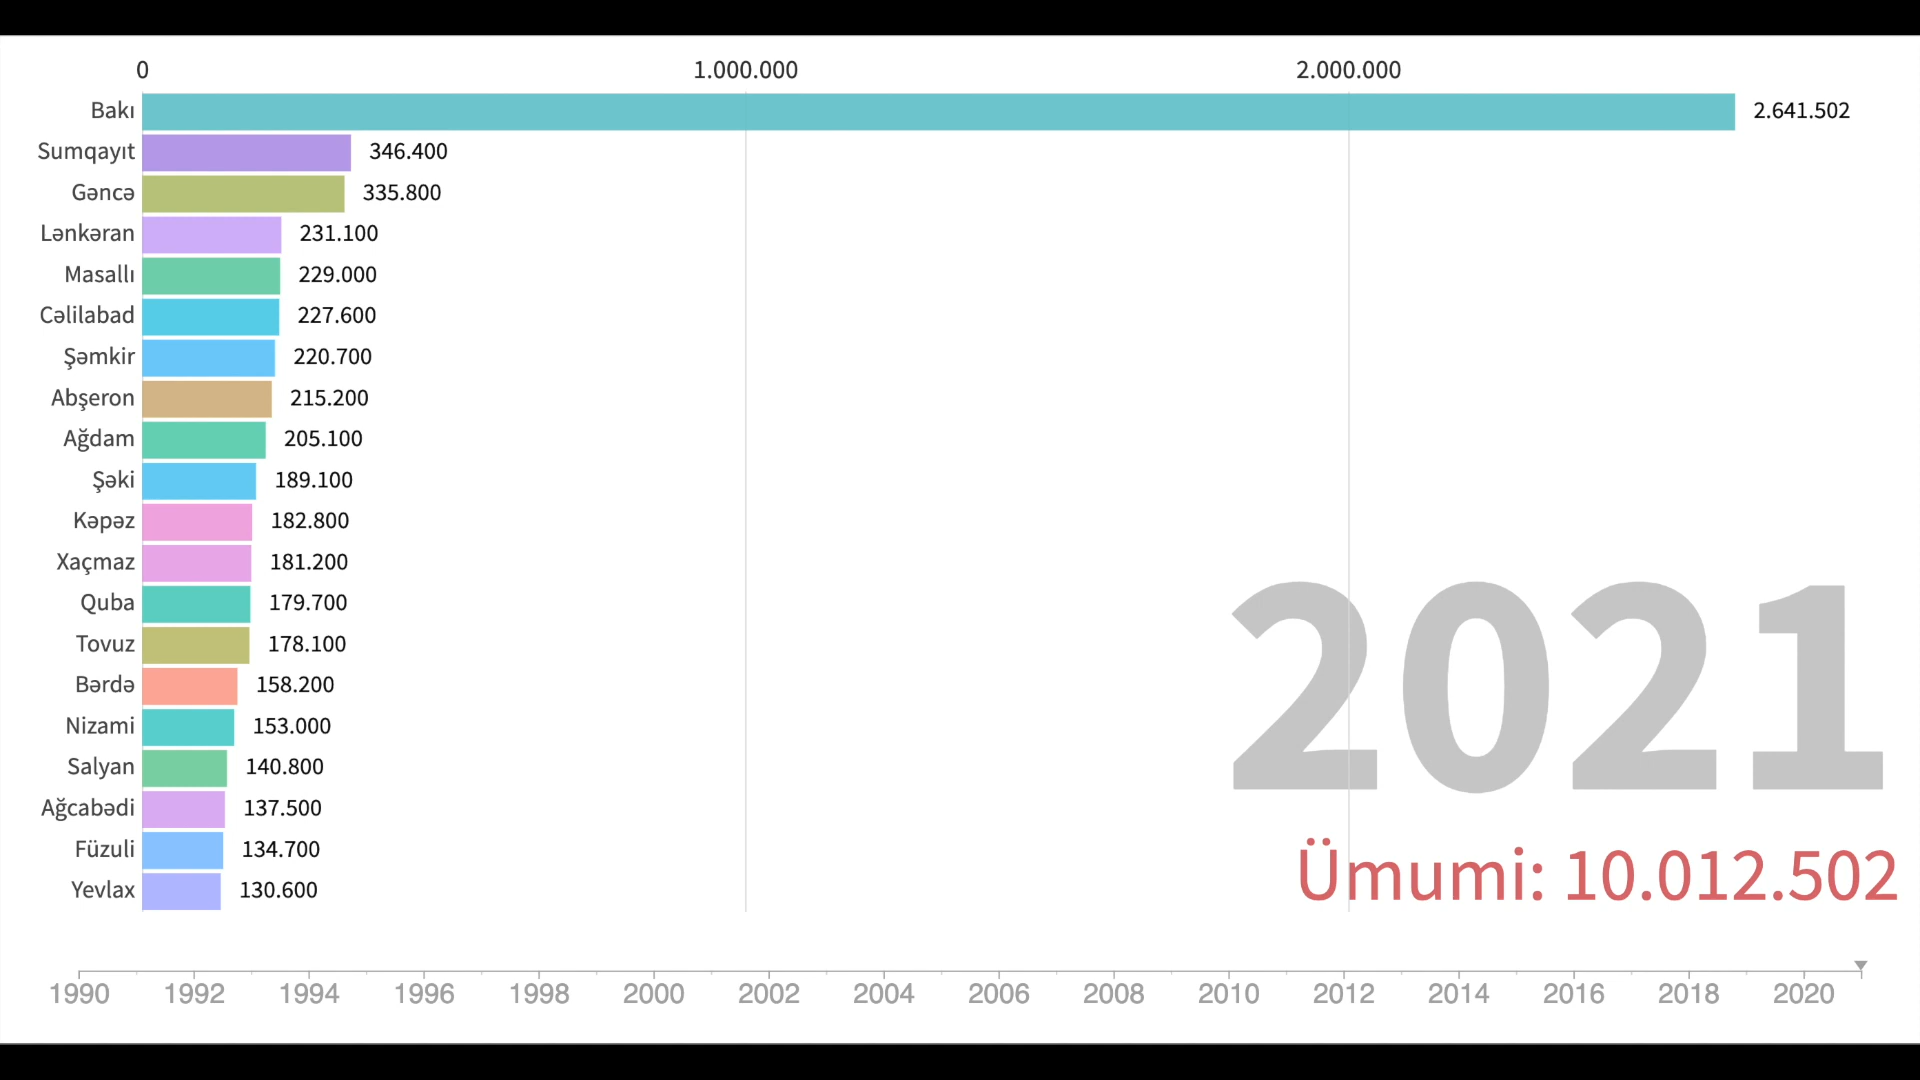 0 1.000.000 2.000.000
Bakı 2.641.502
Sumqayıt 346.400
Gəncə 335.800
Lənkəran 231.100
Masallı 229.000
Cəlilabad 227.600
Şəmkir 220.700
Abşeron 215.200
Ağdam 205.100
Şəki 189.100
Kəpəz 182.800
Xaçmaz 181.200
Quba 179.700
Tovuz 178.100
Bərdə 158.200
Nizami 153.000
Salyan 140.800
Ağcabədi 137.500
Füzuli 134.700
Yevlax 130.600
2021
Ümumi: 10.012.502
1990 1992 1994 1996 1998 2000 2002 2004 2006 2008 2010 2012 2014 2016 2018 2020